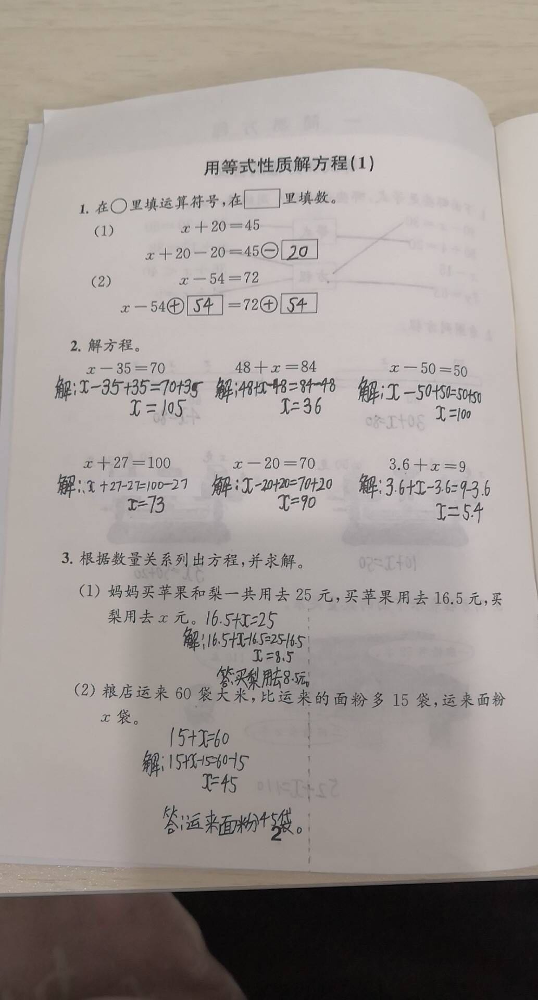 用等式性质解方程(1)
1. 在○里填运算符号,在□里填数。
(1) x+20=45
x+20-20=45⊖20
(2) x-54=72
x-54⊕54=72⊕54
2. 解方程。
x-35=70 48+x=84 x-50=50
解:x-35+35=70+35 解:48+x-48=84-48 解:x-50+50=50+50
x=105 x=36 x=100
x+27=100 x-20=70 3.6+x=9
解:x+27-27=100-27 解:x-20+20=70+20 解:3.6+x-3.6=9-3.6
x=73 x=90 x=5.4
3. 根据数量关系列出方程,并求解。
(1) 妈妈买苹果和梨一共用去 25 元,买苹果用去 16.5 元,买
梨用去 x 元。16.5+x=25
解:16.5+x-16.5=25-16.5
x=8.5
答:买梨用去8.5元。
(2) 粮店运来 60 袋大米,比运来的面粉多 15 袋,运来面粉
x 袋。
15+x=60
解:15+x-15=60-15
x=45
答:运来面粉45袋。
2